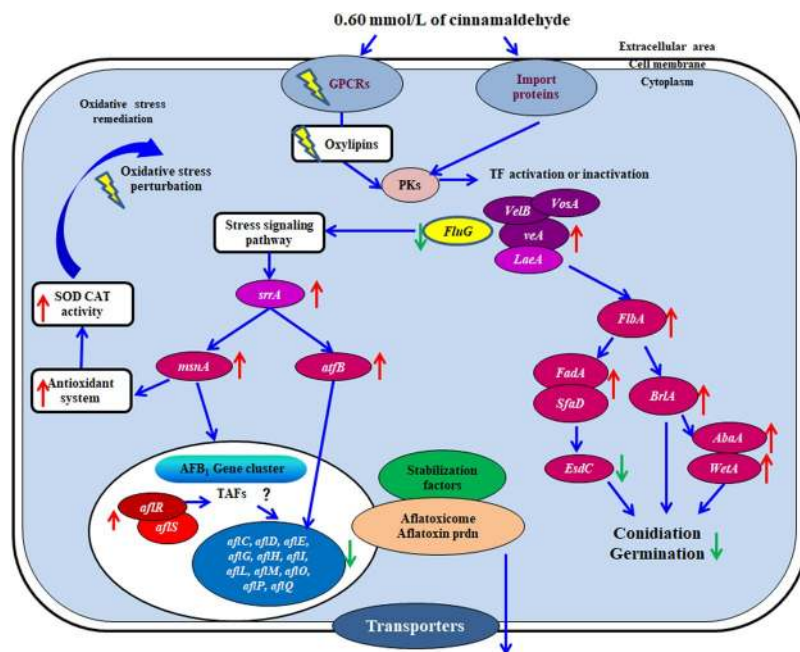 0.60 mmol/L of cinnamaldehyde
Extracellular area
Cell membrane
Cytoplasm
GPCRs
Import
proteins
Oxidative stress
remediation
Oxylipins
Oxidative stress
perturbation
PKs
TF activation or inactivation
VelB
VosA
Stress signaling
pathway
FluG
veA
LaeA
srrA
SOD CAT
activity
FlbA
msnA
atfB
FadA
SfaD
BrlA
Antioxidant
system
AbaA
WetA
AFB1 Gene cluster
Stabilization
factors
EsdC
TAFs ?
aflR
aflS
Aflatoxicome
Aflatoxin prdn
Conidiation
Germination
aflC, aflD, aflE,
aflG, aflH, aflI,
aflL, aflM, aflO,
aflP, aflQ
Transporters